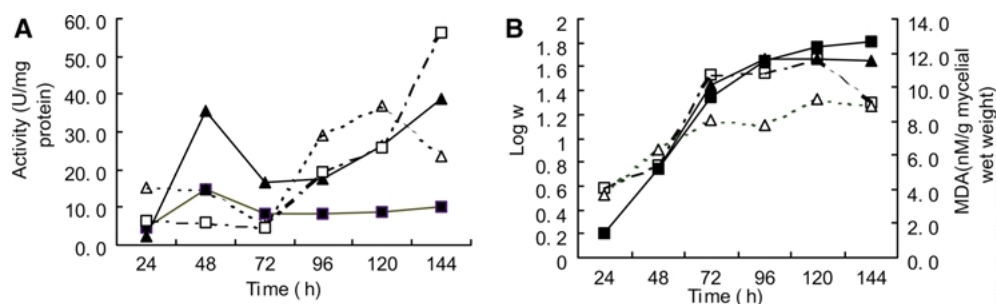 A
60. 0
50. 0
40. 0
30. 0
20. 0
10. 0
0. 0
Activity (U/mg
protein)
24 48 72 96 120 144
Time ( h)
B
2
1. 8
1. 6
1. 4
1. 2
1
0. 8
0. 6
0. 4
0. 2
0
Log w
14. 0
12. 0
10. 0
8. 0
6. 0
4. 0
2. 0
0. 0
MDA(nM/g mycelial
wet weight)
24 48 72 96 120 144
Time ( h)